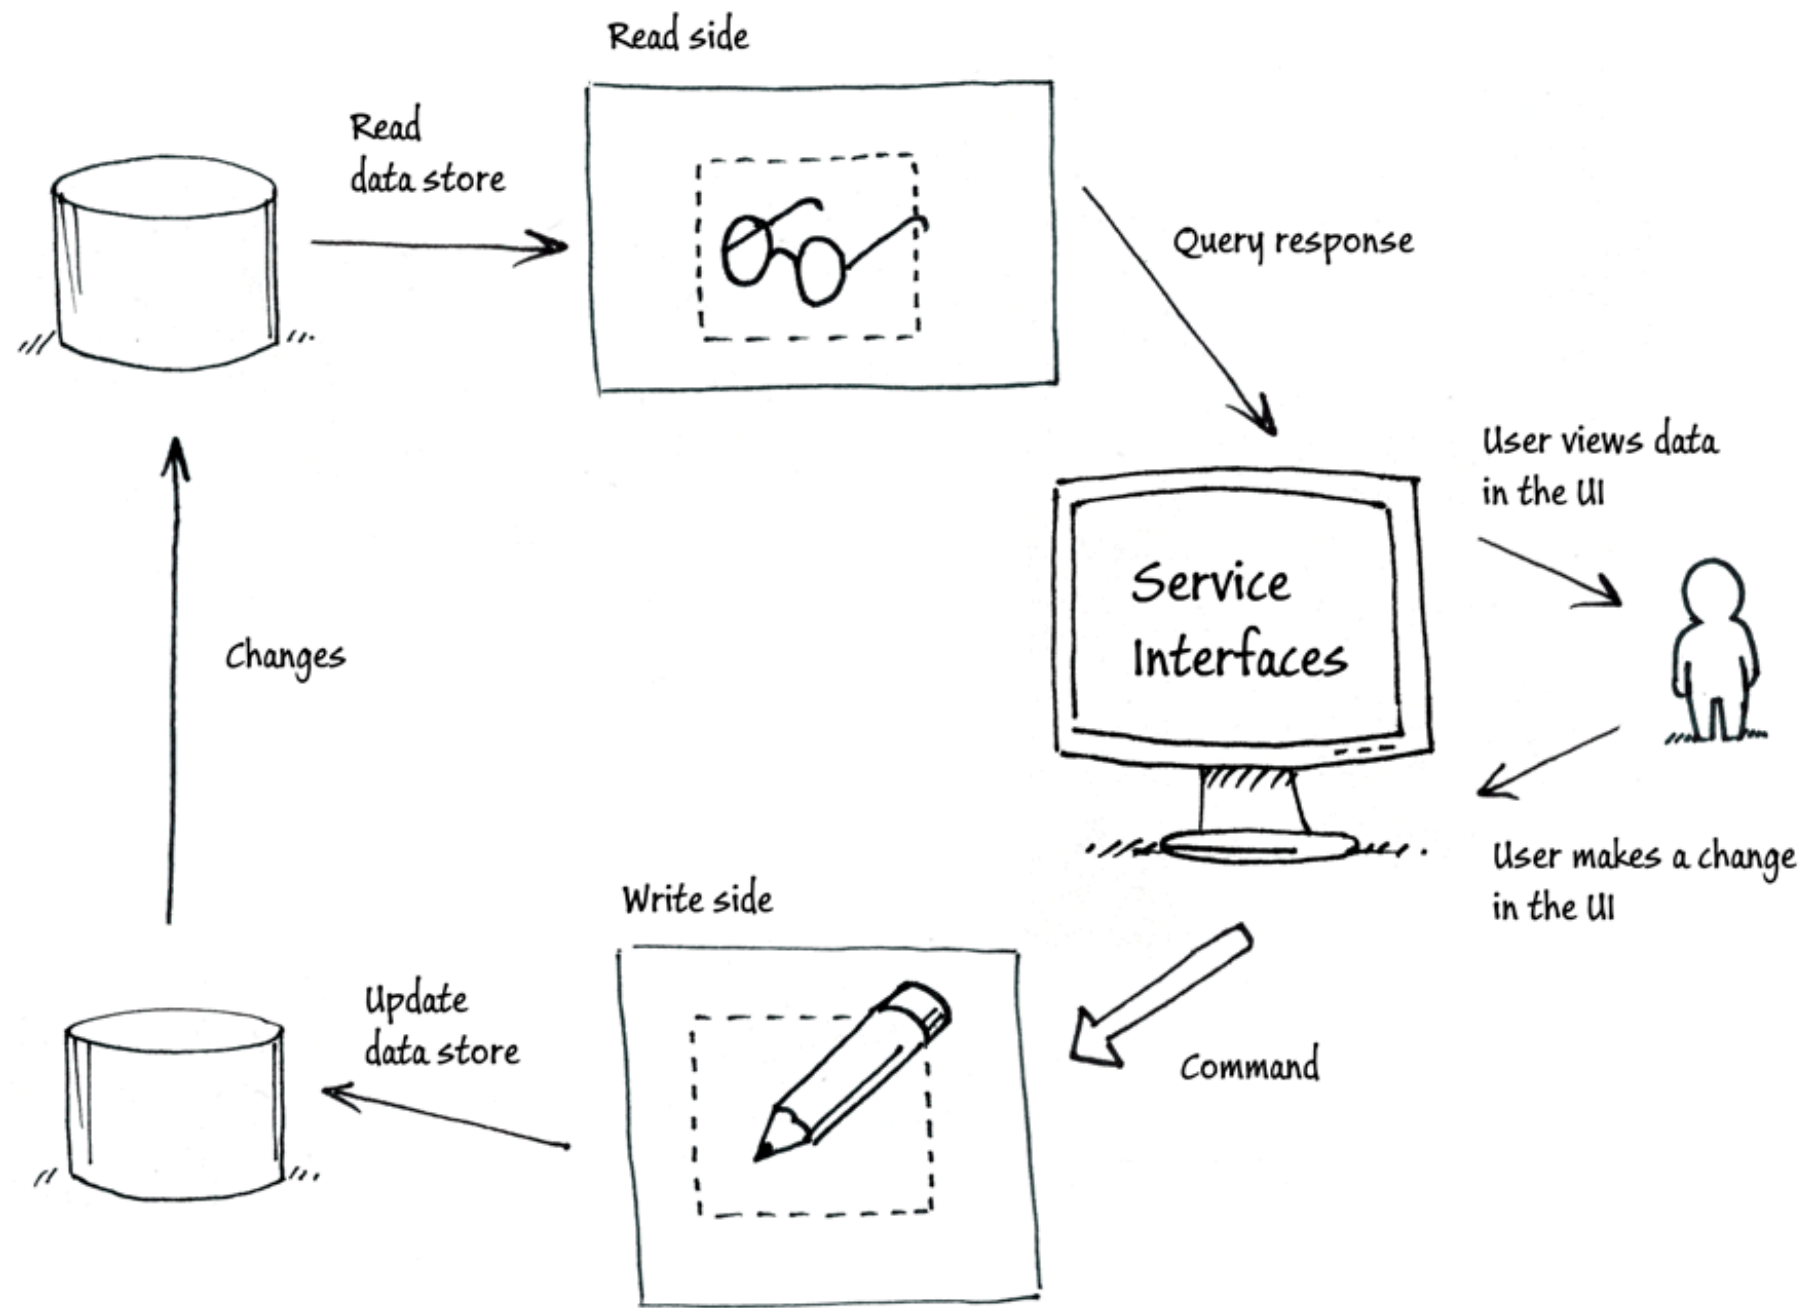 Read side
Read
data store
Query response
User views data
in the UI
Service
Interfaces
Changes
User makes a change
in the UI
Write side
Update
data store
Command